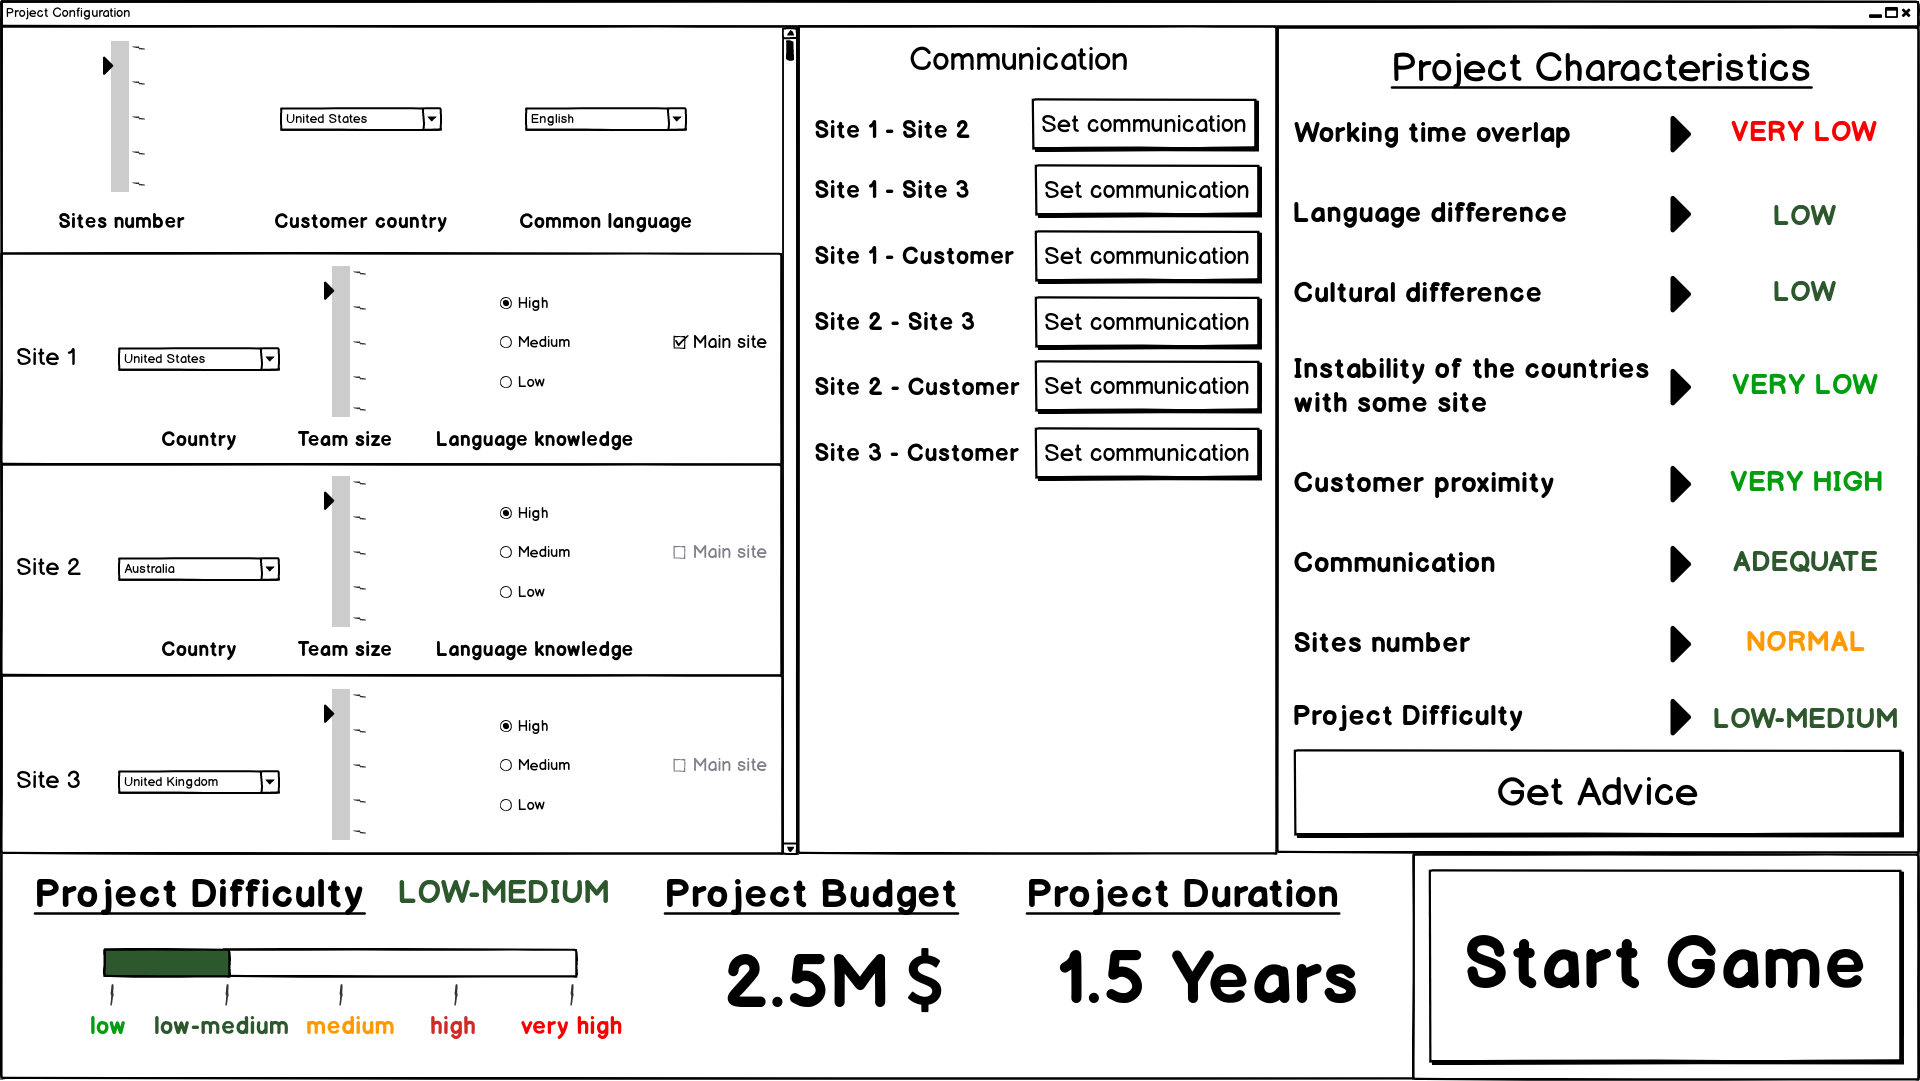 Project Configuration
United States
English
Sites number
Customer country
Common language
Site 1
United States
High
Medium
Low
Main site
Country
Team size
Language knowledge
Site 2
Australia
High
Medium
Low
Main site
Country
Team size
Language knowledge
Site 3
United Kingdom
High
Medium
Low
Main site
Communication
Site 1 - Site 2
Set communication
Site 1 - Site 3
Set communication
Site 1 - Customer
Set communication
Site 2 - Site 3
Set communication
Site 2 - Customer
Set communication
Site 3 - Customer
Set communication
Project Characteristics
Working time overlap
VERY LOW
Language difference
LOW
Cultural difference
LOW
Instability of the countries
with some site
VERY LOW
Customer proximity
VERY HIGH
Communication
ADEQUATE
Sites number
NORMAL
Project Difficulty
LOW-MEDIUM
Get Advice
Project Difficulty
LOW-MEDIUM
low
low-medium
medium
high
very high
Project Budget
2.5M $
Project Duration
1.5 Years
Start Game